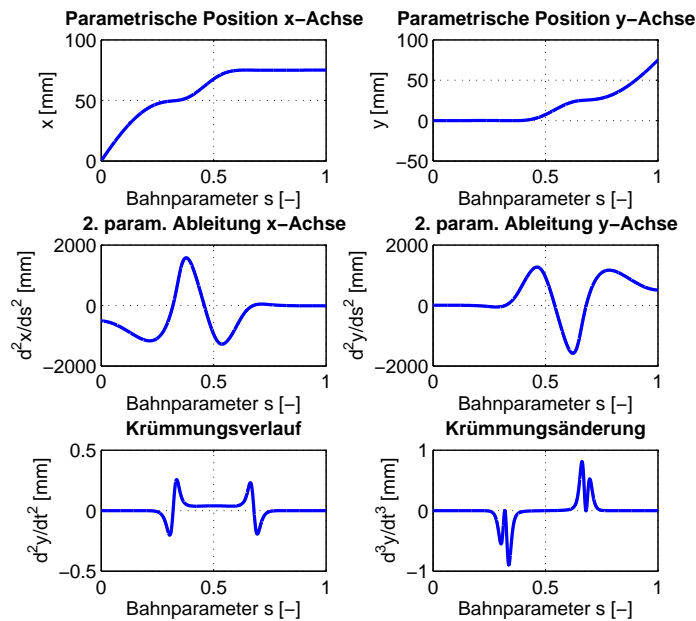 Parametrische Position x−Achse
100
50
0
x [mm]
0 0.5 1
Bahnparameter s [−]
Parametrische Position y−Achse
100
50
0
−50
y [mm]
0 0.5 1
Bahnparameter s [−]
2. param. Ableitung x−Achse
2000
0
−2000
d²x/ds² [mm]
0 0.5 1
Bahnparameter s [−]
2. param. Ableitung y−Achse
2000
0
−2000
d²y/ds² [mm]
0 0.5 1
Bahnparameter s [−]
Krümmungsverlauf
0.5
0
−0.5
d²y/dt² [mm]
0 0.5 1
Bahnparameter s [−]
Krümmungsänderung
1
0
−1
d³y/dt³ [mm]
0 0.5 1
Bahnparameter s [−]